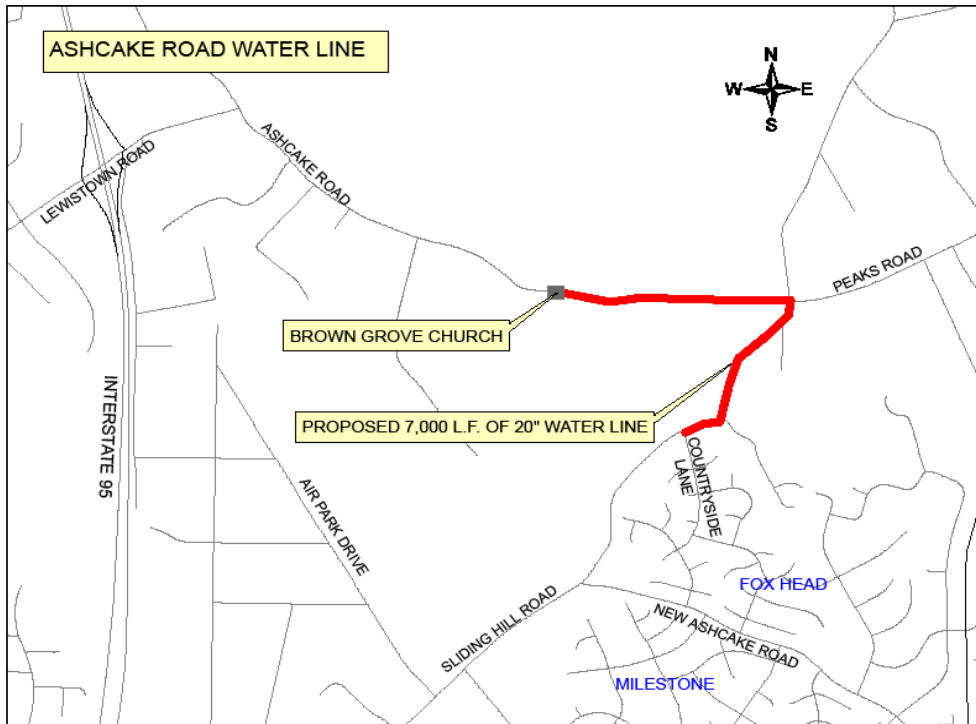 ASHCAKE ROAD WATER LINE
N
W
E
S
ASHCAKE ROAD
LEWISTOWN ROAD
PEAKS ROAD
BROWN GROVE CHURCH
PROPOSED 7,000 L.F. OF 20" WATER LINE
INTERSTATE 95
COUNTRYSIDE
LANE
AIR PARK DRIVE
FOX HEAD
SLIDING HILL ROAD
NEW ASHCAKE ROAD
MILESTONE